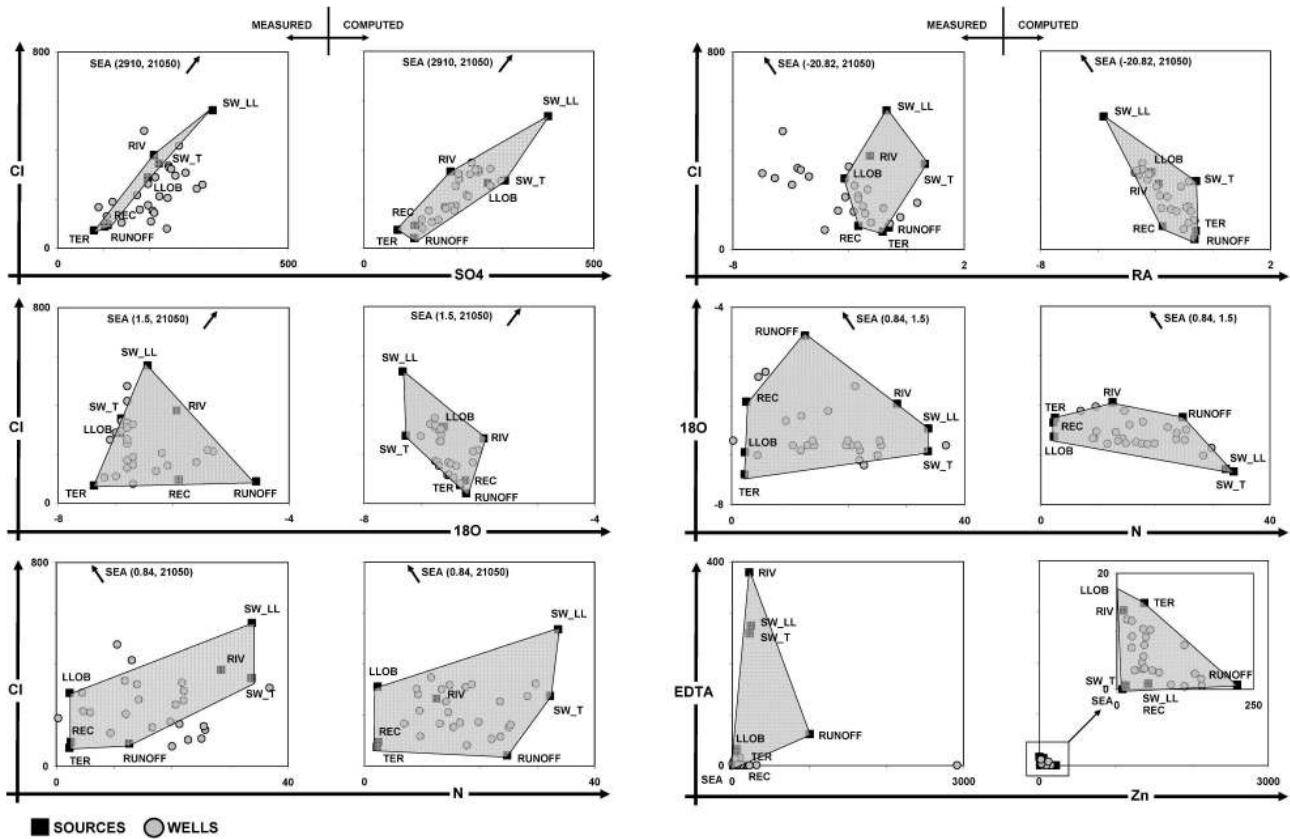 MEASURED COMPUTED
MEASURED COMPUTED
800
SEA (2910, 21050)
SW_LL
RIV
SW_T
LLOB
REC
TER
RUNOFF
Cl
0
0
500
SEA (2910, 21050)
SW_LL
RIV
SW_T
LLOB
REC
TER
RUNOFF
0
500
SO4
800
SEA (-20.82, 21050)
SW_LL
RIV
LLOB
SW_T
REC
RUNOFF
TER
Cl
0
-8
2
SEA (-20.82, 21050)
SW_LL
LLOB
RIV
SW_T
REC
TER
RUNOFF
-8
2
RA
800
SEA (1.5, 21050)
SW_LL
SW_T
RIV
LLOB
TER
REC
RUNOFF
Cl
0
-8
-4
SEA (1.5, 21050)
SW_LL
LLOB
SW_T
RIV
TER
REC
RUNOFF
-8
-4
18O
-4
SEA (0.84, 1.5)
RUNOFF
REC
RIV
SW_LL
LLOB
SW_T
TER
18O
-8
0
40
SEA (0.84, 1.5)
TER
RIV
RUNOFF
REC
LLOB
SW_LL
SW_T
0
40
N
800
SEA (0.84, 21050)
SW_LL
LLOB
RIV
SW_T
REC
TER
RUNOFF
Cl
0
0
40
SEA (0.84, 21050)
SW_LL
LLOB
RIV
SW_T
REC
TER
RUNOFF
0
40
N
400
RIV
SW_LL
SW_T
EDTA
RUNOFF
LLOB
TER
0
SEA
REC
0
3000
20
LLOB
TER
RIV
RUNOFF
SW_T
0
SEA
SW_LL
REC
0
250
0
3000
Zn
SOURCES WELLS